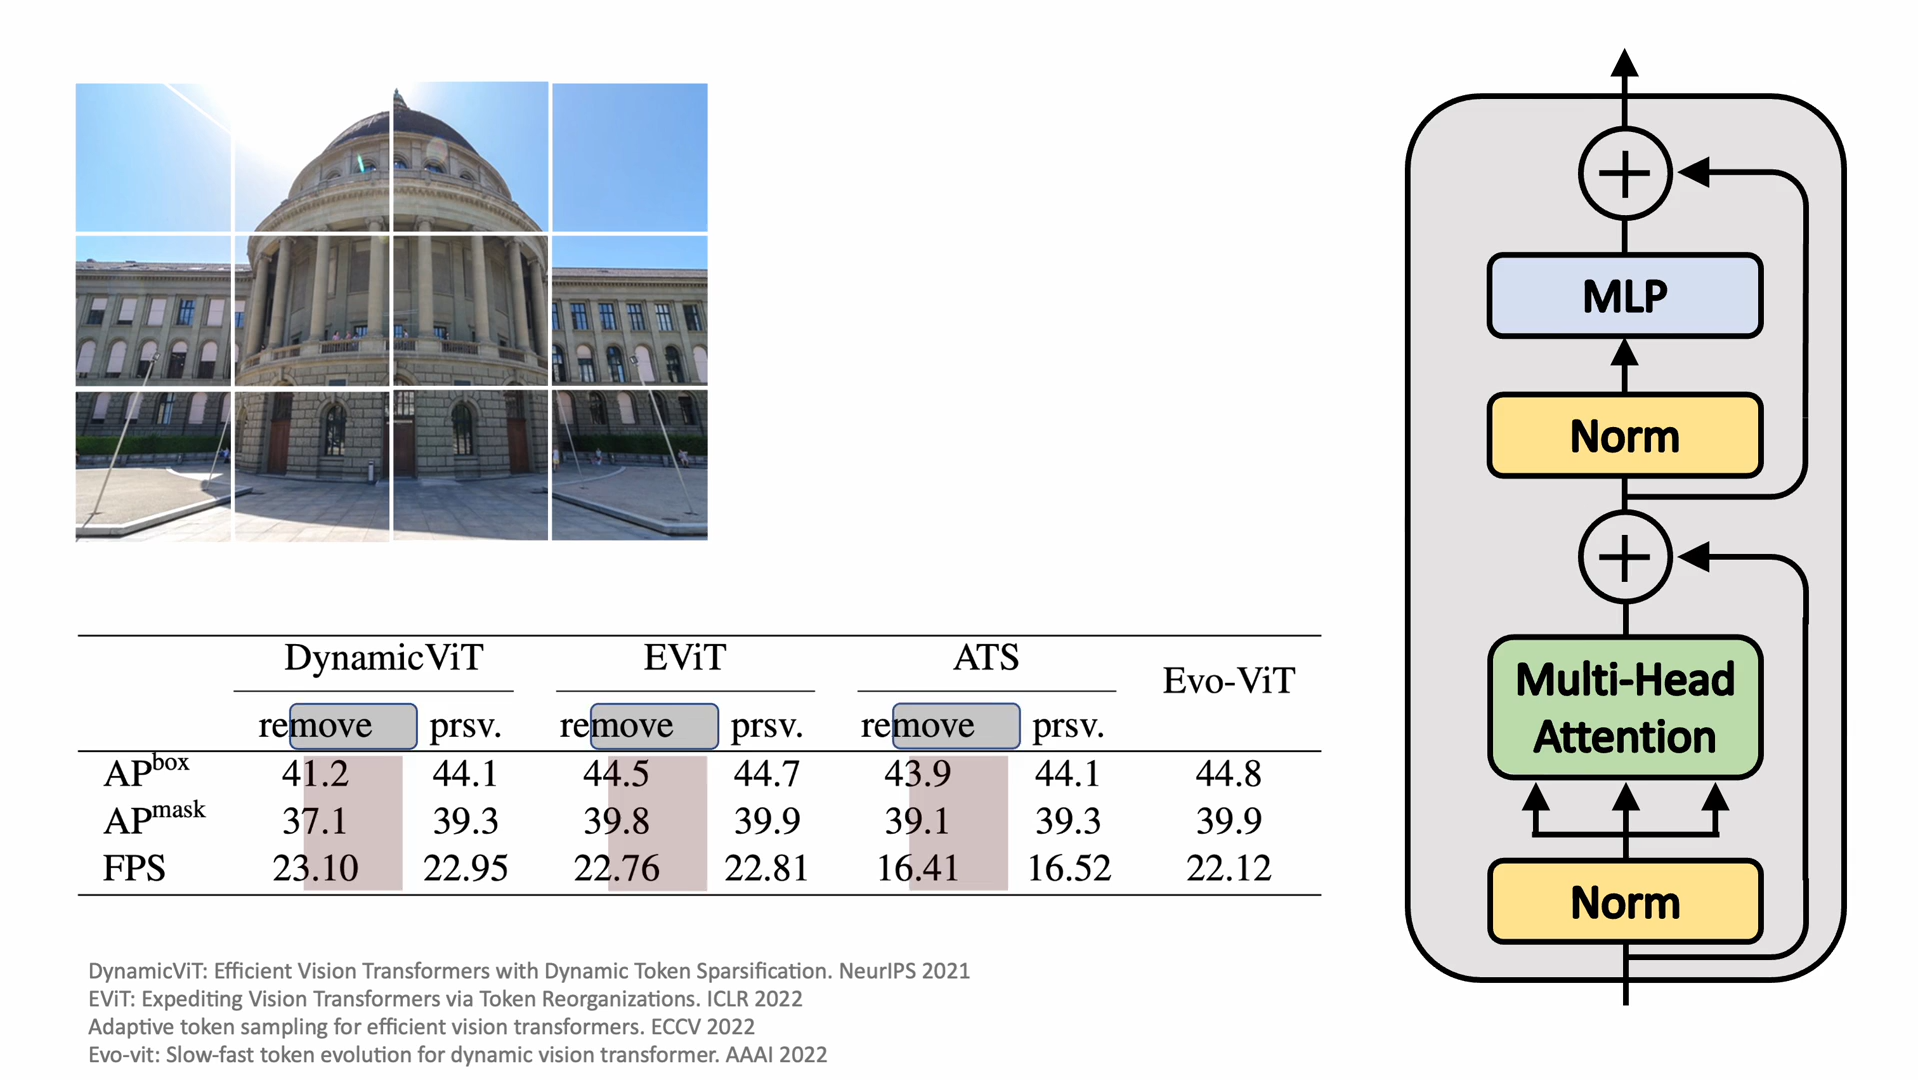 DynamicViT EViT ATS Evo-ViT
remove prsv. remove prsv. remove prsv.
APbox 41.2 44.1 44.5 44.7 43.9 44.1 44.8
APmask 37.1 39.3 39.8 39.9 39.1 39.3 39.9
FPS 23.10 22.95 22.76 22.81 16.41 16.52 22.12
DynamicViT: Efficient Vision Transformers with Dynamic Token Sparsification. NeurIPS 2021
EViT: Expediting Vision Transformers via Token Reorganizations. ICLR 2022
Adaptive token sampling for efficient vision transformers. ECCV 2022
Evo-vit: Slow-fast token evolution for dynamic vision transformer. AAAI 2022
MLP
Norm
Multi-Head
Attention
Norm